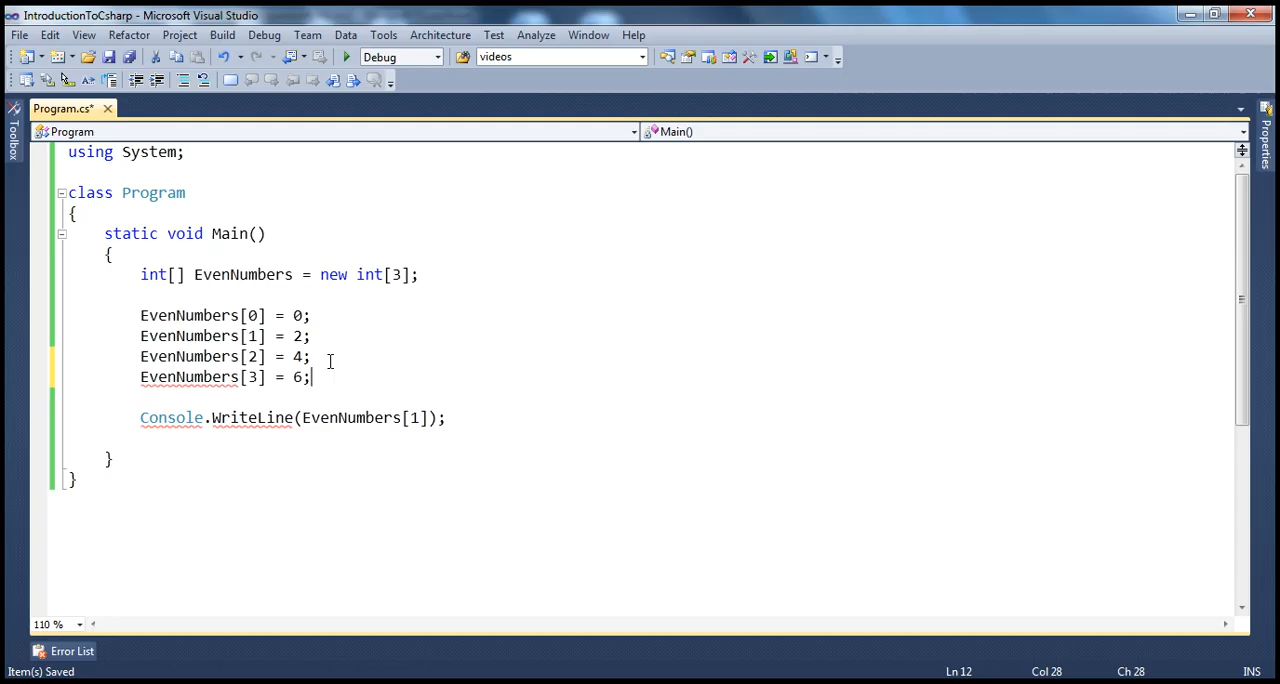 IntroductionToCsharp - Microsoft Visual Studio
File Edit View Refactor Project Build Debug Team Data Tools Architecture Test Analyze Window Help
Debug videos
Program.cs*
Program Main()
Toolbox
Properties
using System;
class Program
{
static void Main()
{
int[] EvenNumbers = new int[3];
EvenNumbers[0] = 0;
EvenNumbers[1] = 2;
EvenNumbers[2] = 4;
EvenNumbers[3] = 6;
Console.WriteLine(EvenNumbers[1]);
}
}
110 %
Error List
Item(s) Saved Ln 12 Col 28 Ch 28 INS